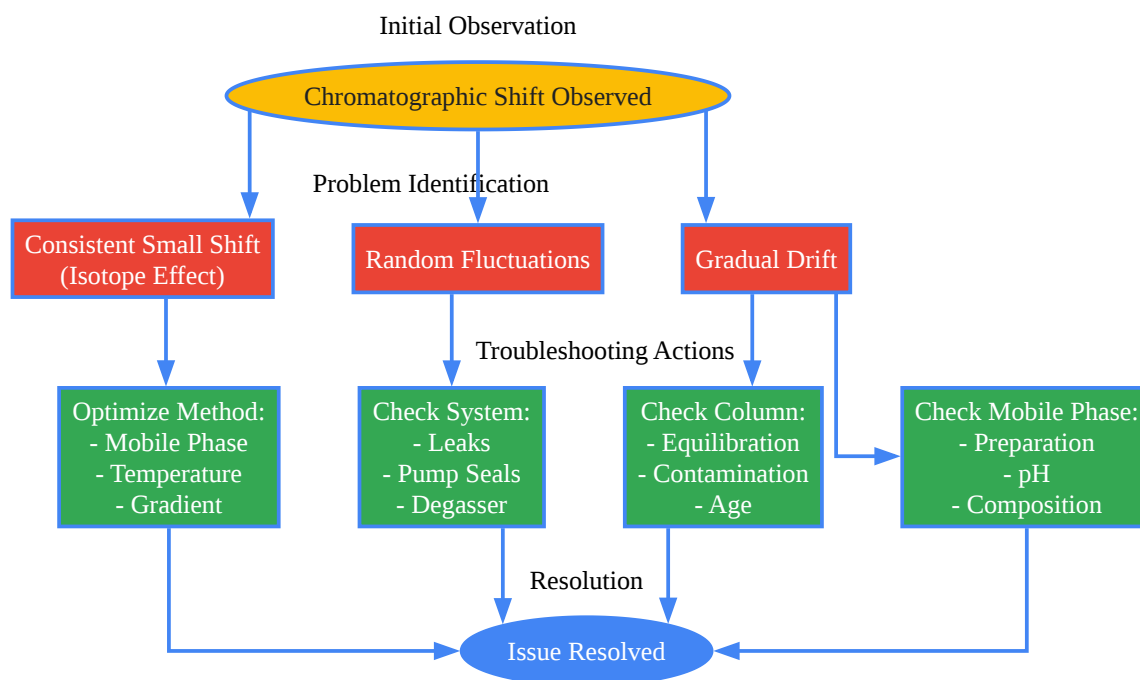 Initial Observation
Chromatographic Shift Observed
Problem Identification
Consistent Small Shift
(Isotope Effect)
Random Fluctuations
Gradual Drift
Troubleshooting Actions
Optimize Method:
- Mobile Phase
- Temperature
- Gradient
Check System:
- Leaks
- Pump Seals
- Degasser
Check Column:
- Equilibration
- Contamination
- Age
Check Mobile Phase:
- Preparation
- pH
- Composition
Resolution
Issue Resolved